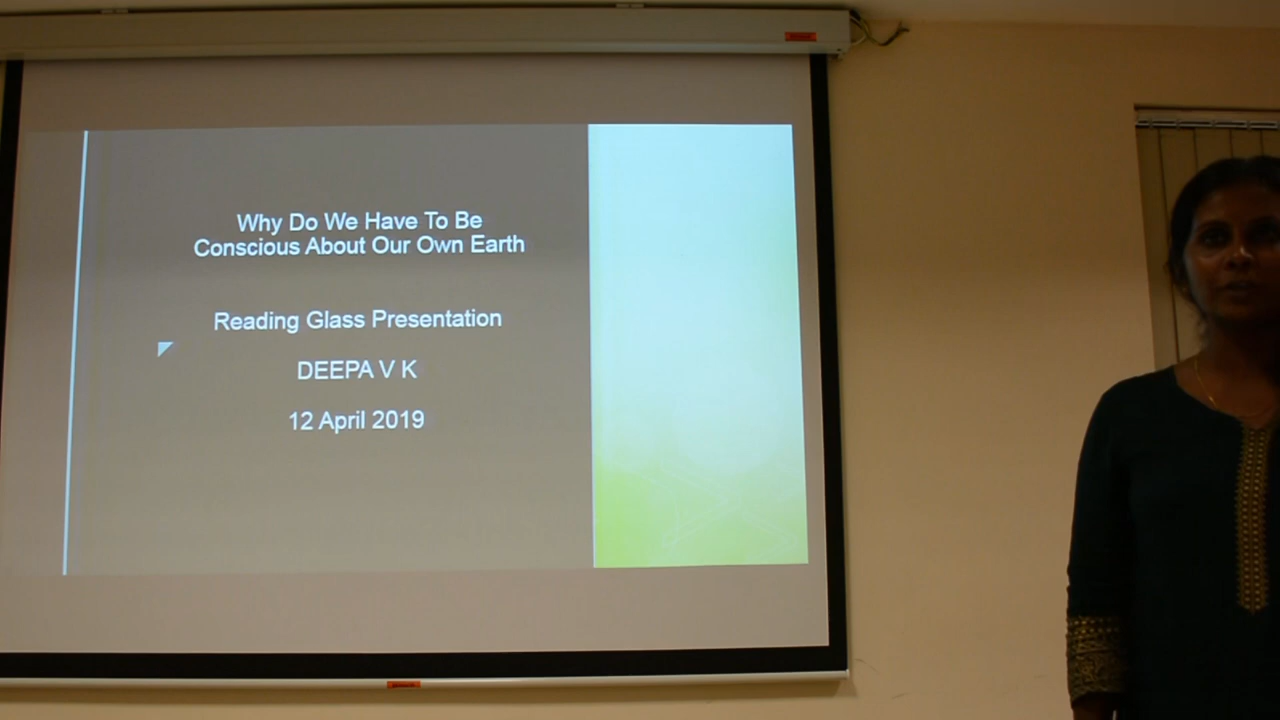 Why Do We Have To Be
Conscious About Our Own Earth
Reading Glass Presentation
DEEPA V K
12 April 2019